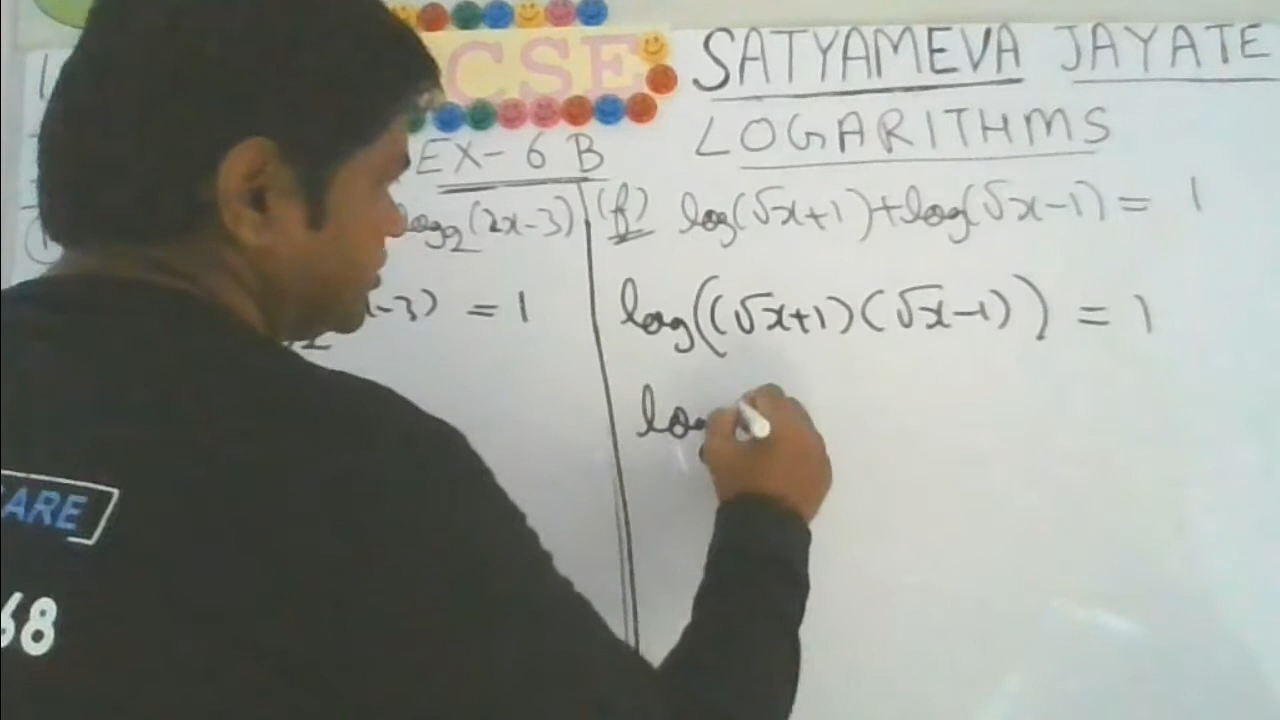 CSE SATYAMEVA JAYATE
LOGARITHMS
EX-6 B
log₂(2x-3)
-3) = 1
(f) log(√x+1)+log(√x-1) = 1
log((√x+1)(√x-1)) = 1
lo
ARE
68